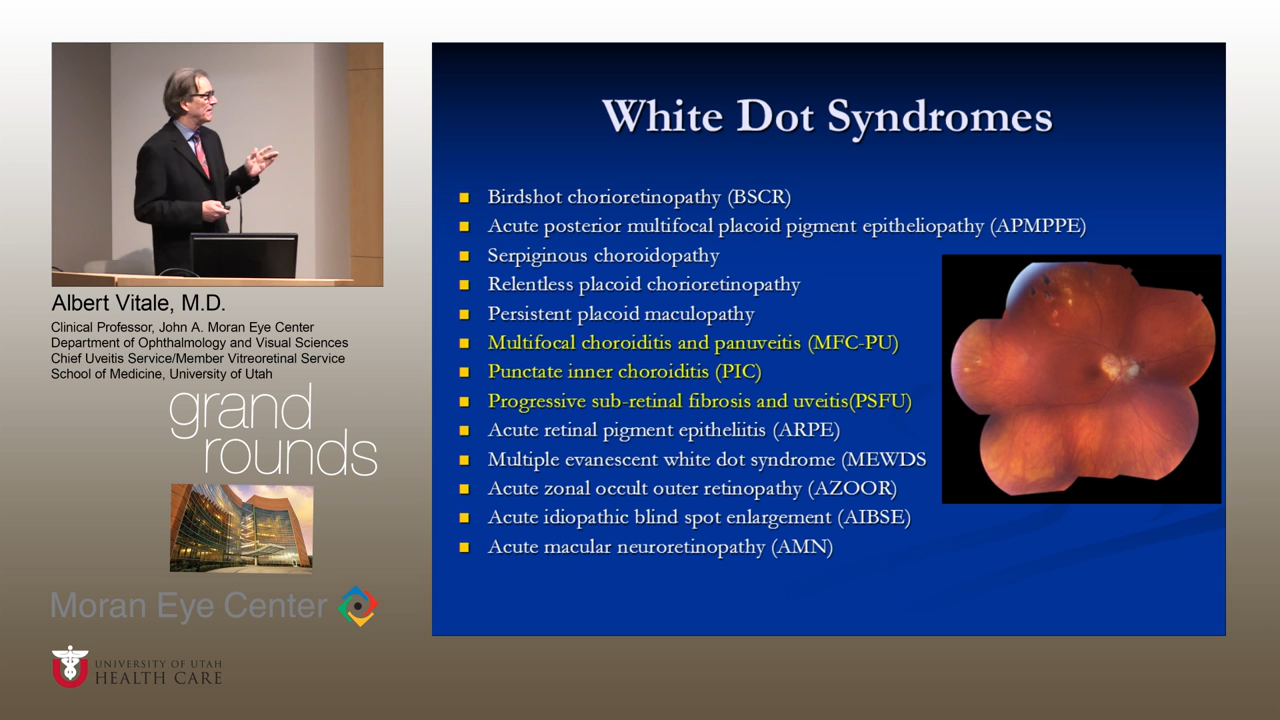 Albert Vitale, M.D.
Clinical Professor, John A. Moran Eye Center
Department of Ophthalmology and Visual Sciences
Chief Uveitis Service/Member Vitreoretinal Service
School of Medicine, University of Utah
grand
rounds
Moran Eye Center
UNIVERSITY OF UTAH
HEALTH CARE
White Dot Syndromes
Birdshot chorioretinopathy (BSCR)
Acute posterior multifocal placoid pigment epitheliopathy (APMPPE)
Serpiginous choroidopathy
Relentless placoid chorioretinopathy
Persistent placoid maculopathy
Multifocal choroiditis and panuveitis (MFC-PU)
Punctate inner choroiditis (PIC)
Progressive sub-retinal fibrosis and uveitis(PSFU)
Acute retinal pigment epitheliitis (ARPE)
Multiple evanescent white dot syndrome (MEWDS
Acute zonal occult outer retinopathy (AZOOR)
Acute idiopathic blind spot enlargement (AIBSE)
Acute macular neuroretinopathy (AMN)